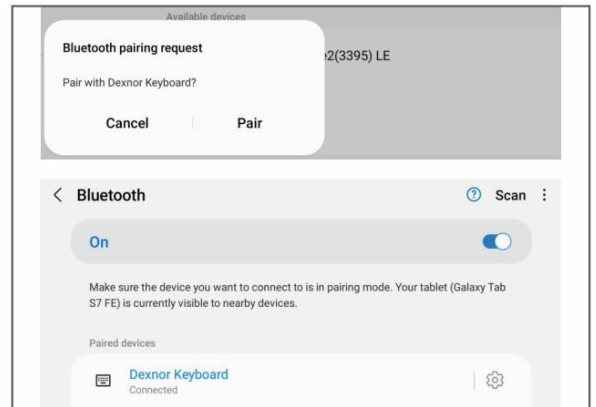 Available devices
Bluetooth pairing request
e2(3395) LE
Pair with Dexnor Keyboard?
Cancel Pair
Bluetooth Scan
On
Make sure the device you want to connect to is in pairing mode. Your tablet (Galaxy Tab
S7 FE) is currently visible to nearby devices.
Paired devices
Dexnor Keyboard
Connected